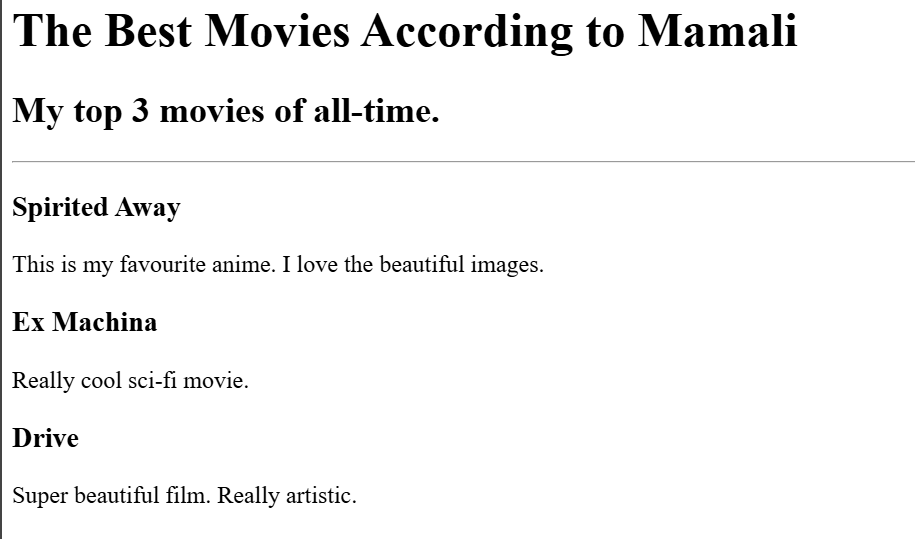 The Best Movies According to Mamali
My top 3 movies of all-time.
Spirited Away
This is my favourite anime. I love the beautiful images.
Ex Machina
Really cool sci-fi movie.
Drive
Super beautiful film. Really artistic.